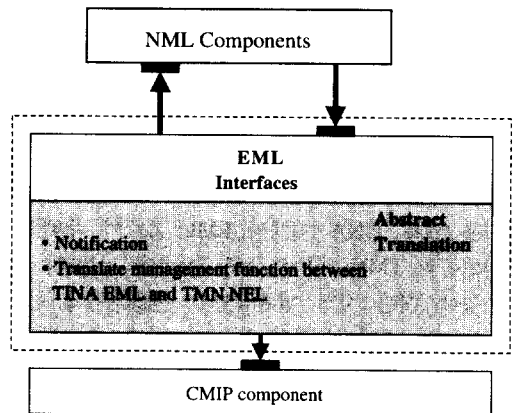 NML Components
EML
Interfaces
Abstract
Translation
• Notification
• Translate management function between
TINA EML and TMN NEL
CMIP component